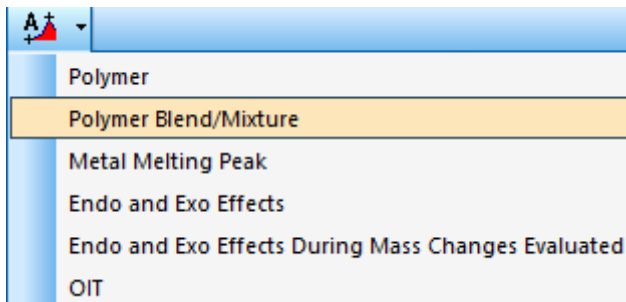 Polymer
Polymer Blend/Mixture
Metal Melting Peak
Endo and Exo Effects
Endo and Exo Effects During Mass Changes Evaluated
OIT